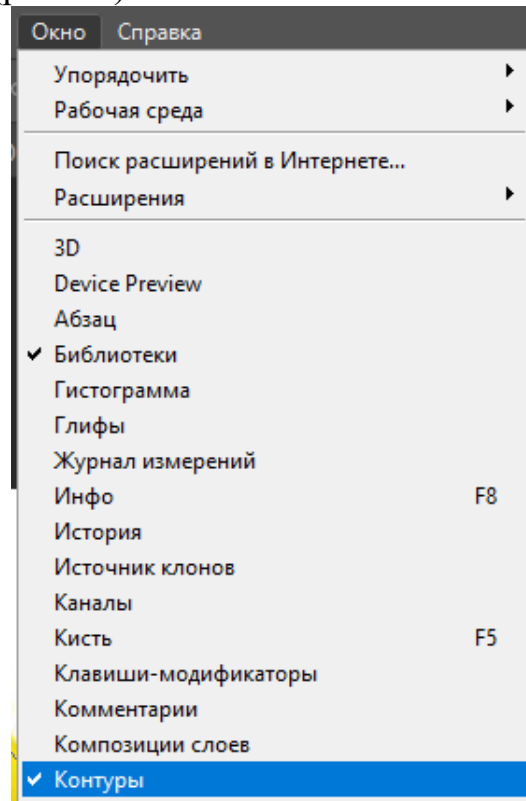 Окно Справка
Упорядочить
Рабочая среда
Поиск расширений в Интернете...
Расширения
3D
Device Preview
Абзац
Библиотеки
Гистограмма
Глифы
Журнал измерений
Инфо F8
История
Источник клонов
Каналы
Кисть F5
Клавиши-модификаторы
Комментарии
Композиции слоев
Контуры